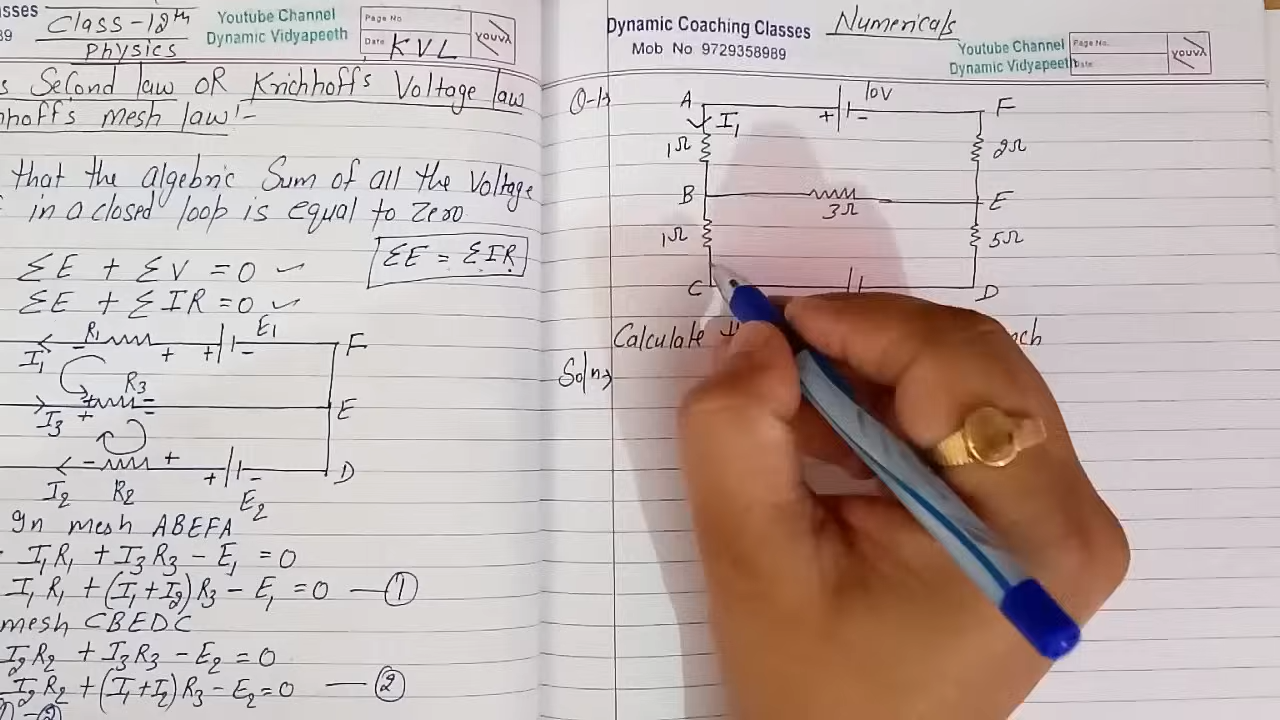 sses
89
Class-12th
Physics
Youtube Channel
Dynamic Vidyapeeth
Page No
Date KVL
youva
s Second law OR Krichhoff's Voltage law
hhoff's mesh law:-
that the algebric Sum of all the Voltage
in a closed loop is equal to Zero
ΣE + ΣV = 0
ΣE + ΣIR = 0
ΣE = ΣIR
I1 - R1 + + - E1 F
R3
I3 + - E
- + + - D
I2 R2 E2
In mesh ABEFA
- I1R1 + I3R3 - E1 = 0
I1R1 + (I1+I2)R3 - E1 = 0 — ①
mesh CBEDC
I2R2 + I3R3 - E2 = 0
I2R2 + (I1+I2)R3 - E2 = 0 — ②
Dynamic Coaching Classes
Mob No 9729358989
Numericals
Youtube Channel
Dynamic Vidyapeeth
Page No.
Date
youva
Q-1⇒
A + - 10V F
I1
1Ω 2Ω
B 3Ω E
1Ω 5Ω
C D
Calculate
Soln⇒